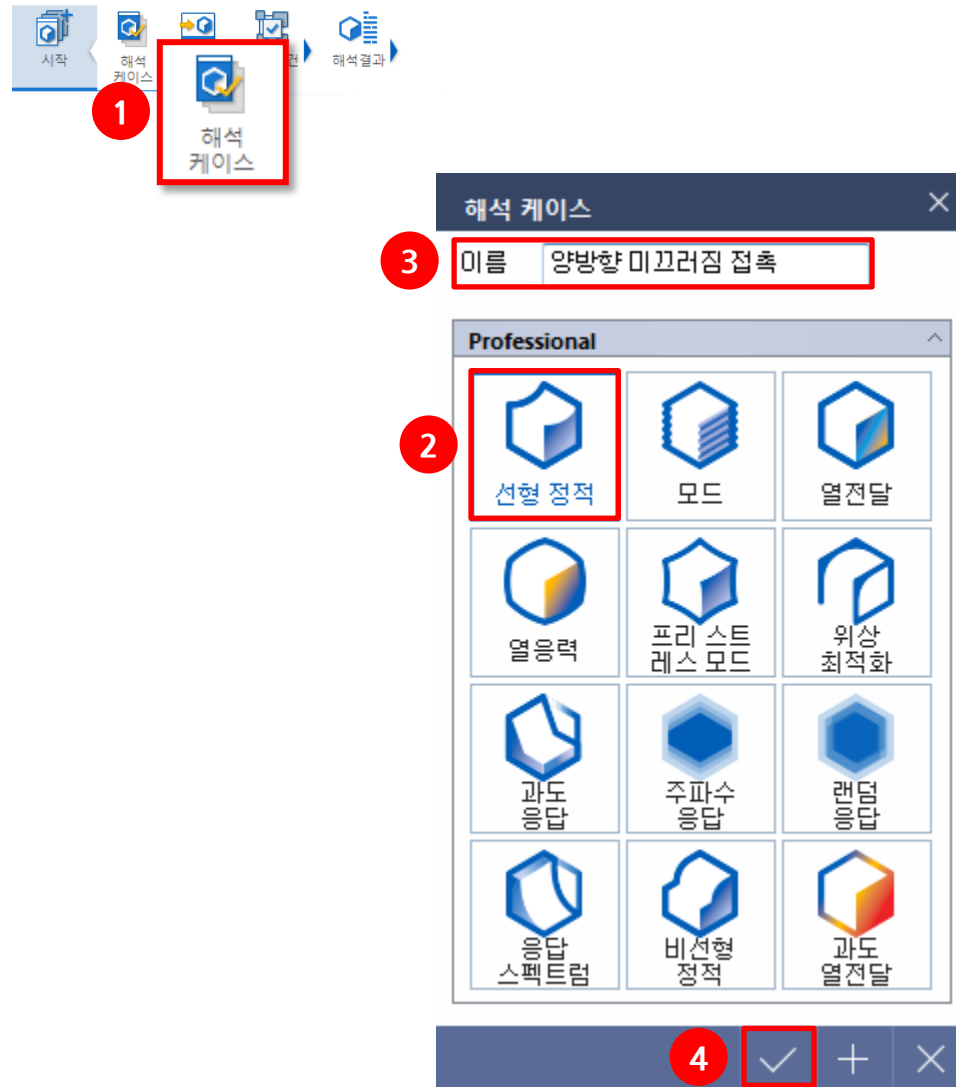 시작
해석
케이스
건
해석결과
1
해석
케이스
해석 케이스
3
이름
양방향 미끄러짐 접촉
Professional
2
선형 정적
모드
열전달
열응력
프리 스트
레스 모드
위상
최적화
과도
응답
주파수
응답
랜덤
응답
응답
스펙트럼
비선형
정적
과도
열전달
4